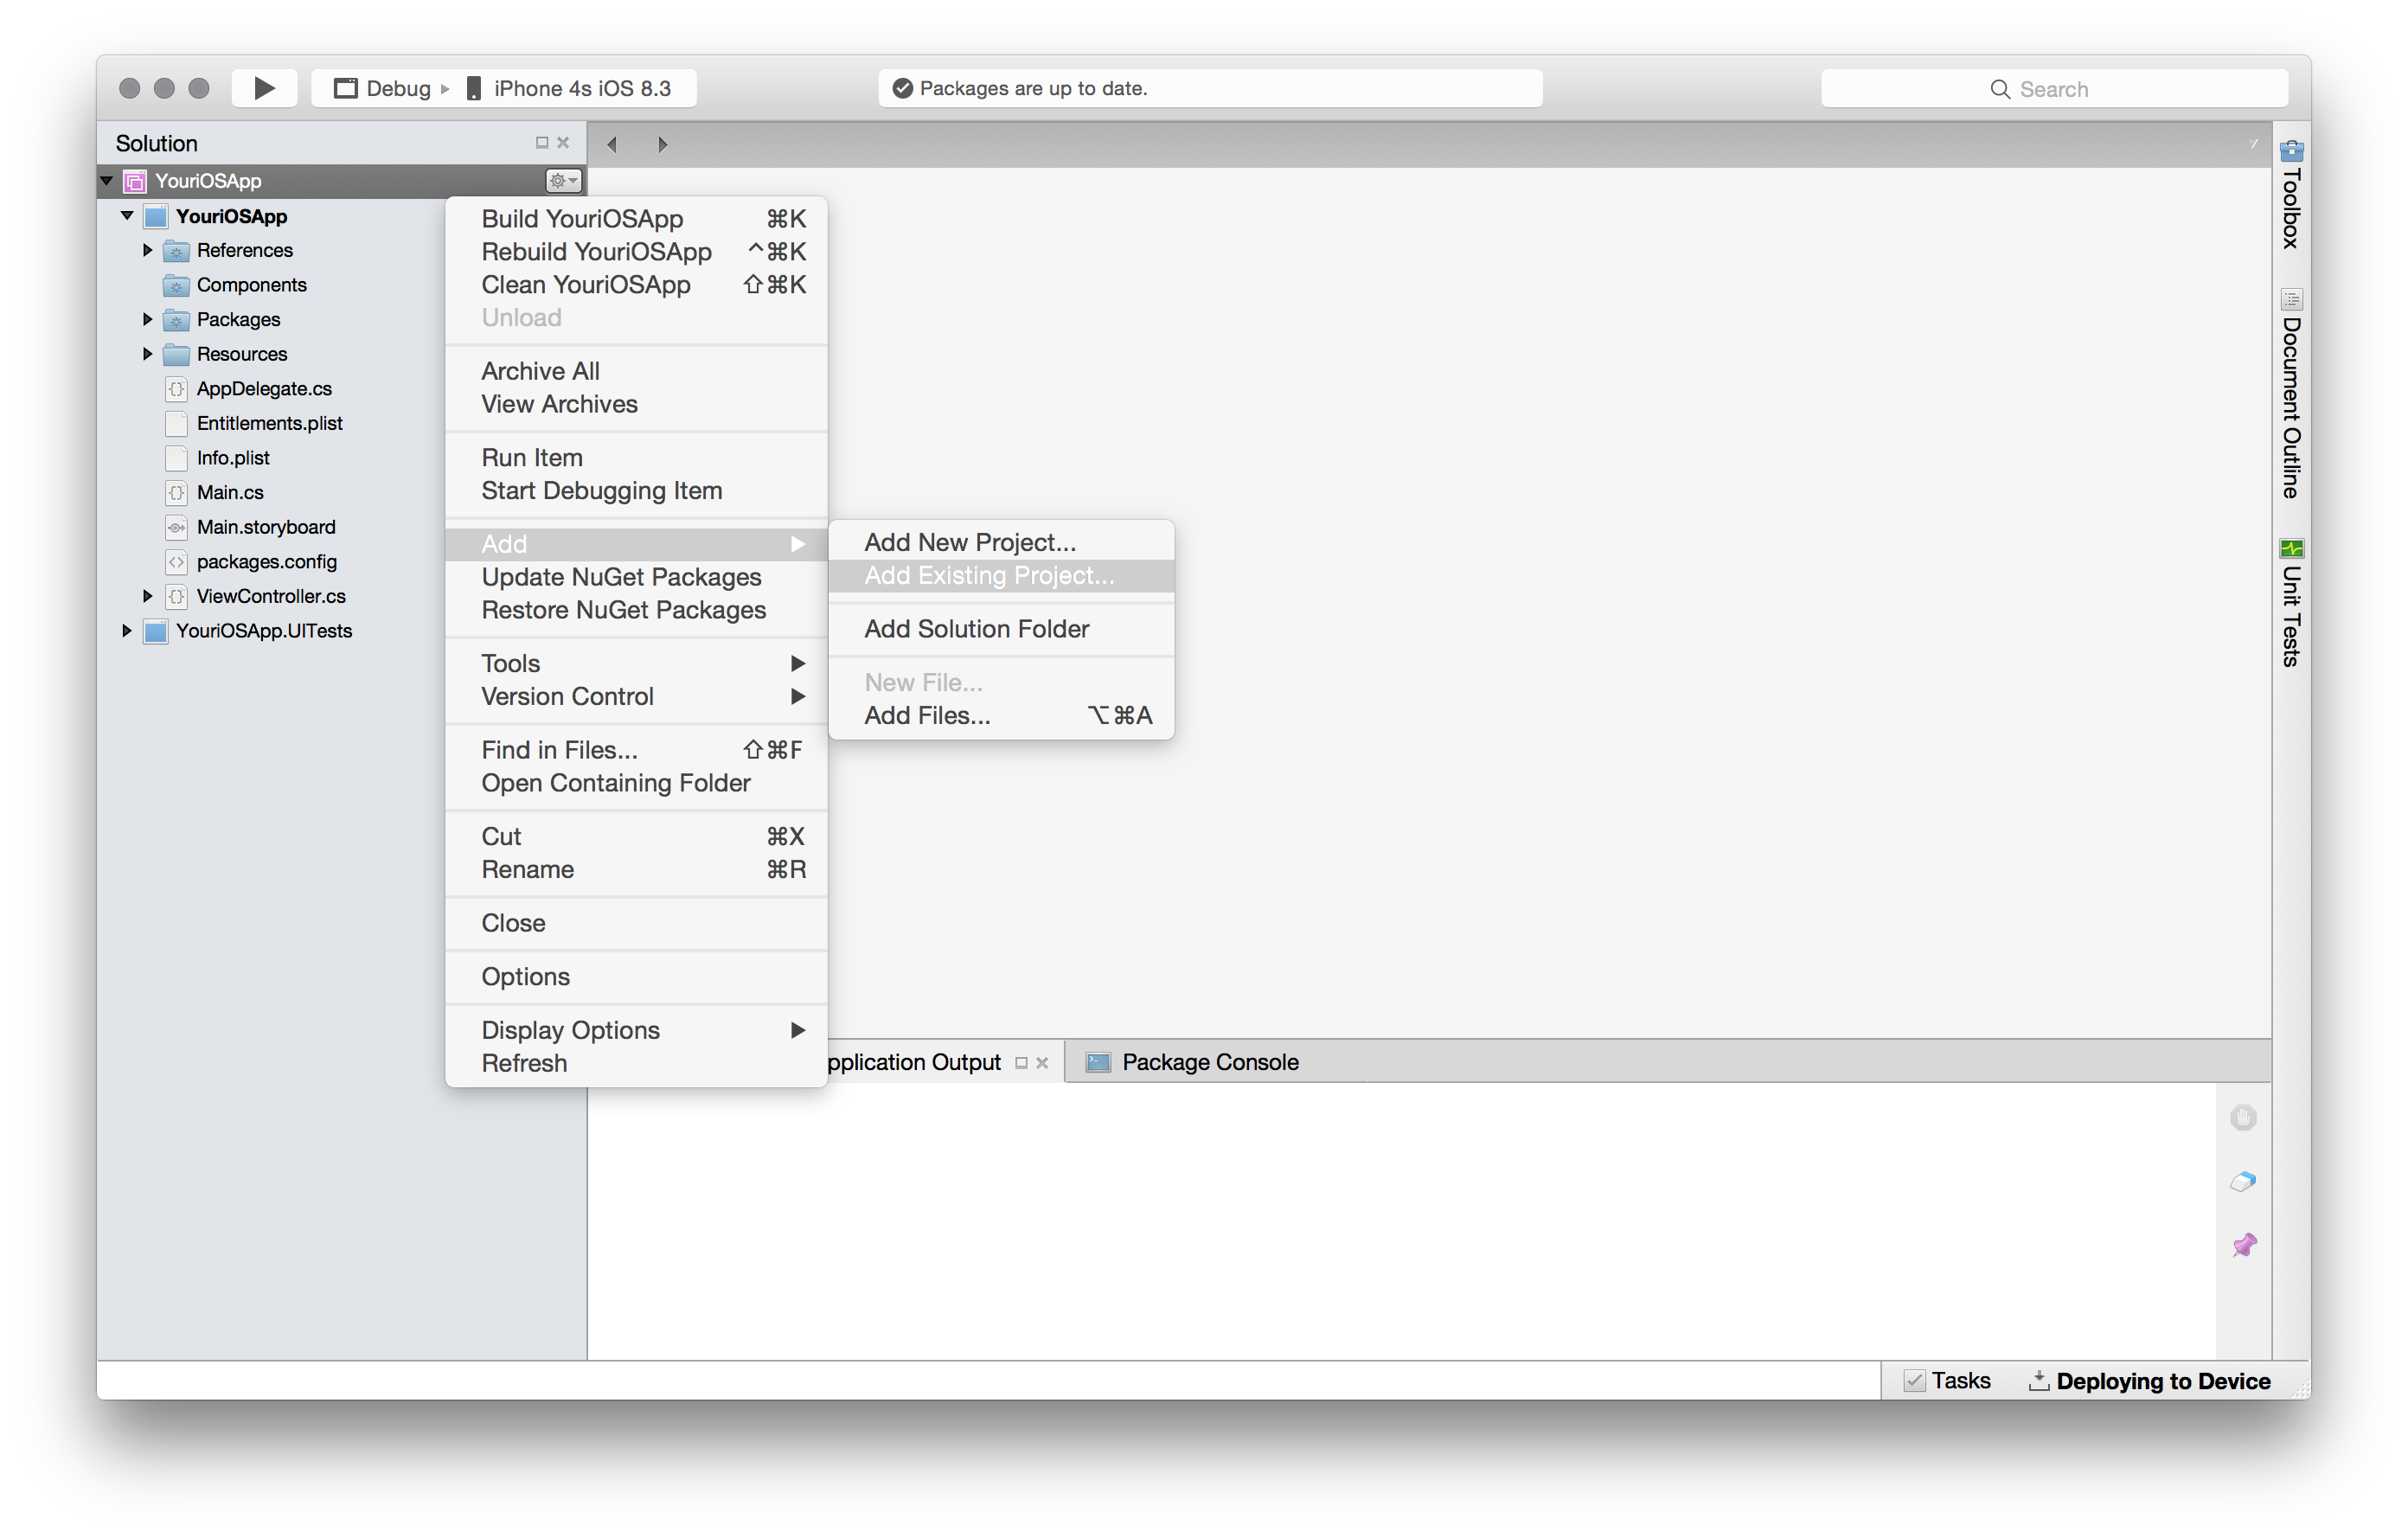 Debug iPhone 4s iOS 8.3
Packages are up to date.
Search
Solution
YouriOSApp
YouriOSApp
References
Components
Packages
Resources
AppDelegate.cs
Entitlements.plist
Info.plist
Main.cs
Main.storyboard
packages.config
ViewController.cs
YouriOSApp.UITests
Build YouriOSApp ⌘K
Rebuild YouriOSApp ^⌘K
Clean YouriOSApp ⇧⌘K
Unload
Archive All
View Archives
Run Item
Start Debugging Item
Add
Update NuGet Packages
Restore NuGet Packages
Tools
Version Control
Find in Files... ⇧⌘F
Open Containing Folder
Cut ⌘X
Rename ⌘R
Close
Options
Display Options
Refresh
Add New Project...
Add Existing Project...
Add Solution Folder
New File...
Add Files... ⌥⌘A
Toolbox
Document Outline
Unit Tests
pplication Output
Package Console
Tasks
Deploying to Device